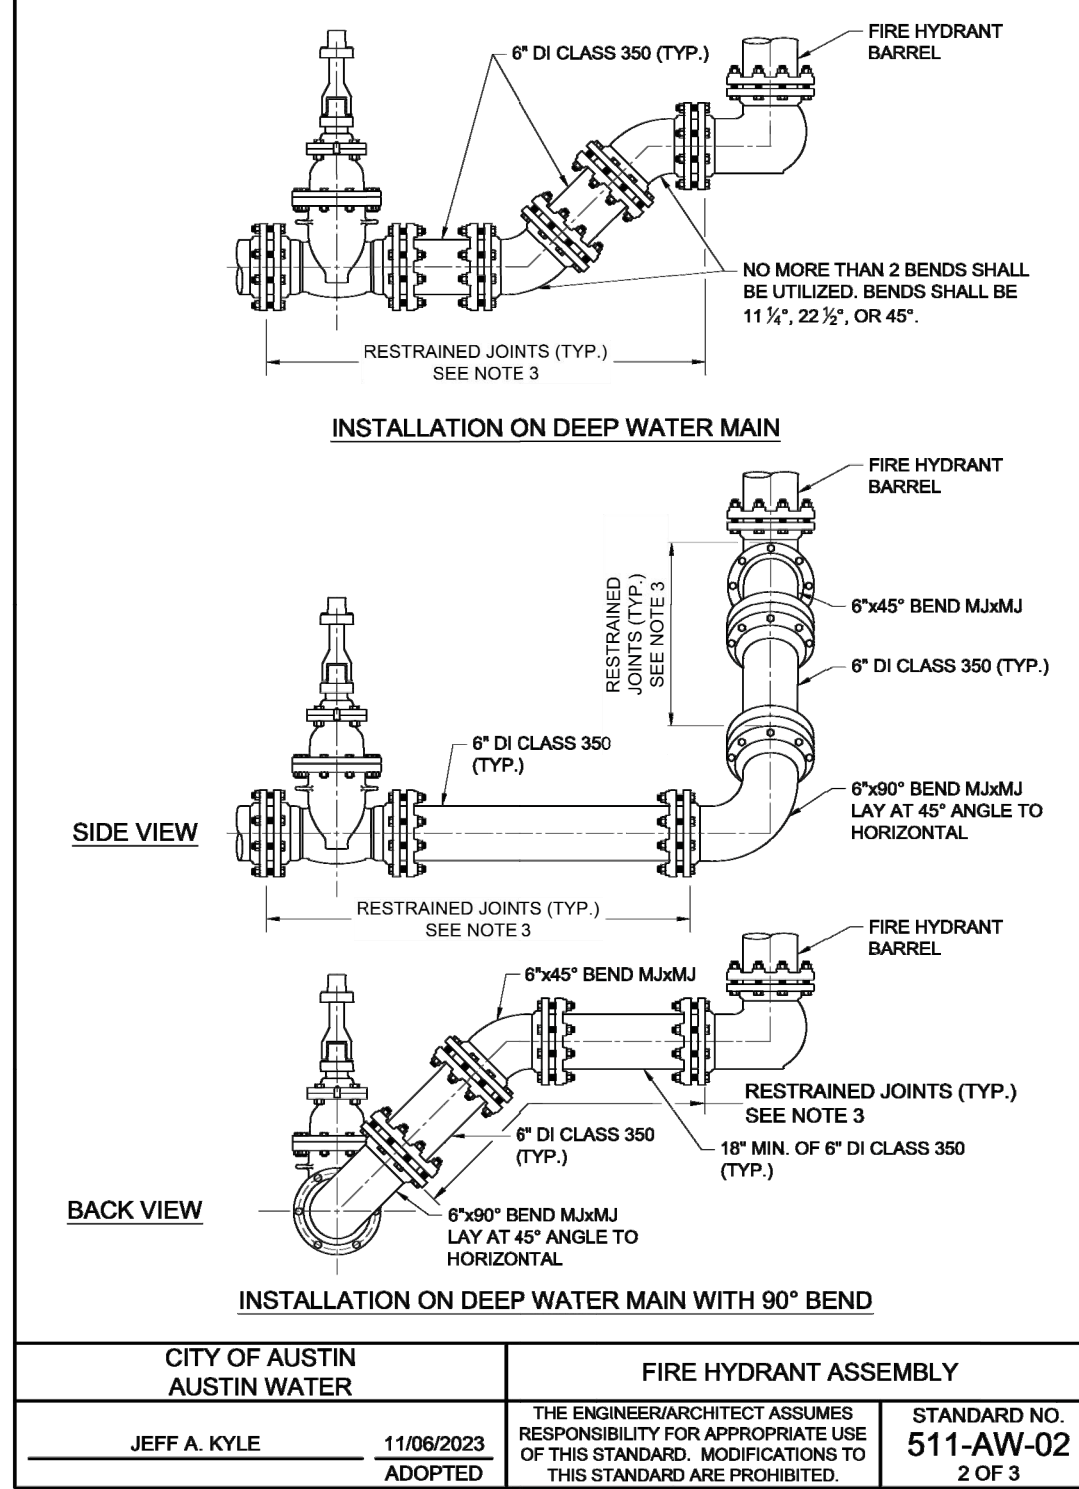 FIRE HYDRANT
BARREL
6" DI CLASS 350 (TYP.)
NO MORE THAN 2 BENDS SHALL
BE UTILIZED. BENDS SHALL BE
11 ¼°, 22 ½°, OR 45°.
RESTRAINED JOINTS (TYP.)
SEE NOTE 3
INSTALLATION ON DEEP WATER MAIN
FIRE HYDRANT
BARREL
RESTRAINED
JOINTS (TYP.)
SEE NOTE 3
6"x45° BEND MJxMJ
6" DI CLASS 350 (TYP.)
6" DI CLASS 350
(TYP.)
6"x90° BEND MJxMJ
LAY AT 45° ANGLE TO
HORIZONTAL
SIDE VIEW
RESTRAINED JOINTS (TYP.)
SEE NOTE 3
FIRE HYDRANT
BARREL
6"x45° BEND MJxMJ
RESTRAINED JOINTS (TYP.)
SEE NOTE 3
6" DI CLASS 350
(TYP.)
18" MIN. OF 6" DI CLASS 350
(TYP.)
BACK VIEW
6"x90° BEND MJxMJ
LAY AT 45° ANGLE TO
HORIZONTAL
INSTALLATION ON DEEP WATER MAIN WITH 90° BEND
CITY OF AUSTIN
AUSTIN WATER
FIRE HYDRANT ASSEMBLY
JEFF A. KYLE 11/06/2023
ADOPTED
THE ENGINEER/ARCHITECT ASSUMES
RESPONSIBILITY FOR APPROPRIATE USE
OF THIS STANDARD. MODIFICATIONS TO
THIS STANDARD ARE PROHIBITED.
STANDARD NO.
511-AW-02
2 OF 3